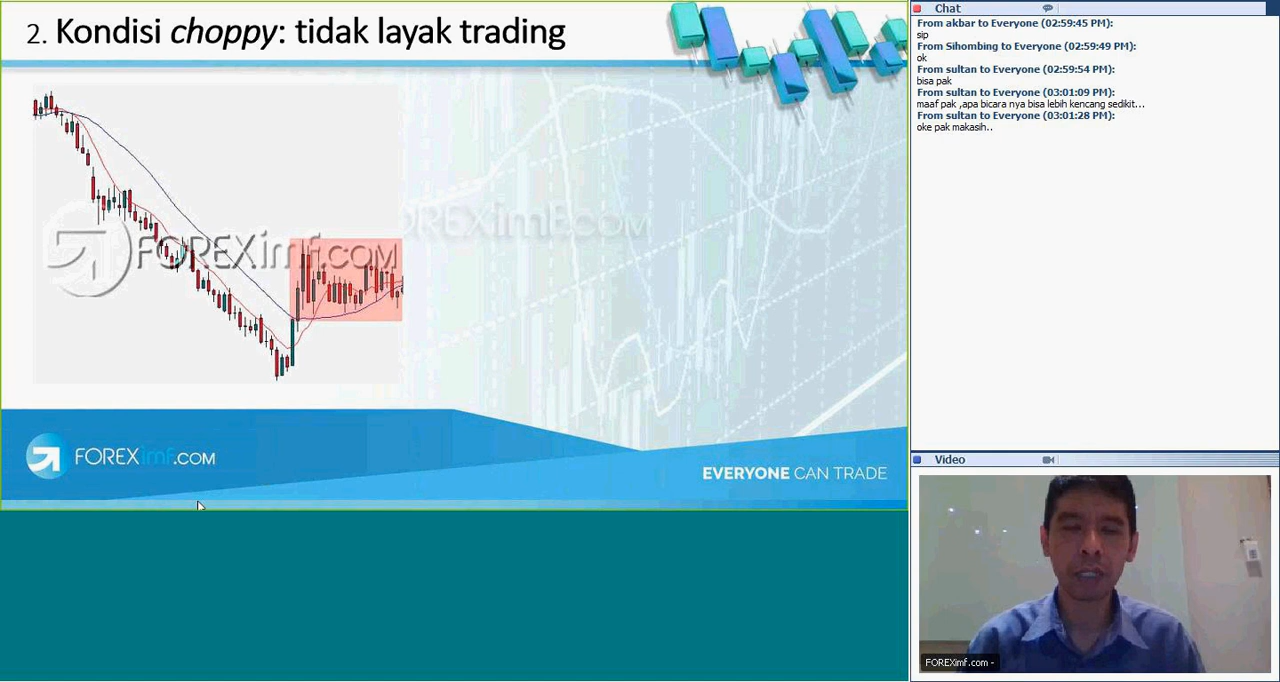 2. Kondisi choppy: tidak layak trading
FOREXimf.COM
FOREXimf.COM
FOREXimf.COM
EVERYONE CAN TRADE
Chat
From akbar to Everyone (02:59:45 PM):
sip
From Sihombing to Everyone (02:59:49 PM):
ok
From sultan to Everyone (02:59:54 PM):
bisa pak
From sultan to Everyone (03:01:09 PM):
maaf pak ,apa bicara nya bisa lebih kencang sedikit...
From sultan to Everyone (03:01:28 PM):
oke pak makasih..
Video
FOREXimf.com -